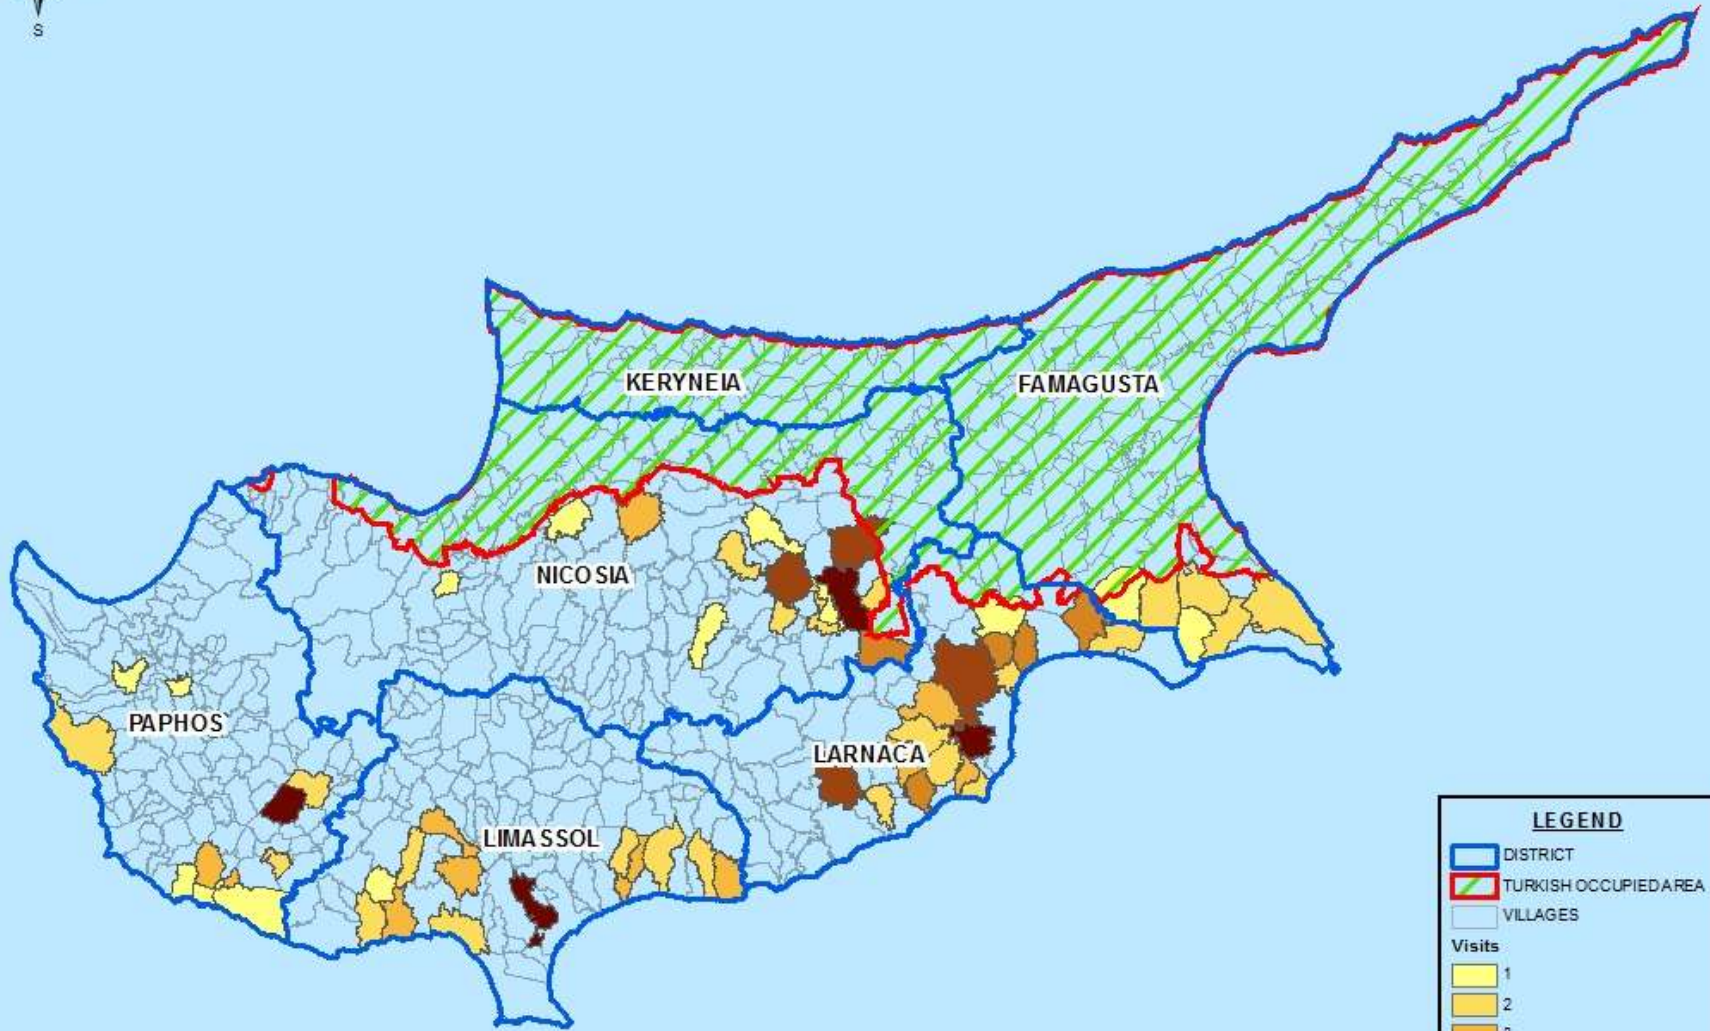 S
KERYNEIA
FAMAGUSTA
NICOSIA
PAPHOS
LARNACA
LIMASSOL
LEGEND
DISTRICT
TURKISH OCCUPIED AREA
VILLAGES
Visits
1
2